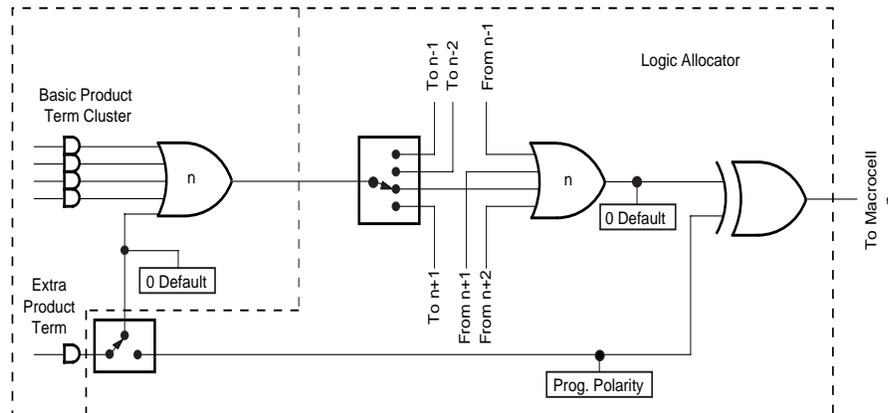 To n-1
To n-2
From n-1
Logic Allocator
Basic Product
Term Cluster
n
n
0 Default
To Macrocell
n
0 Default
Extra
Product
Term
To n+1
From n+1
From n+2
Prog. Polarity